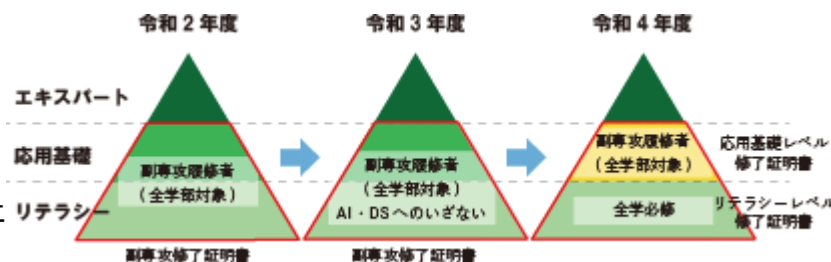 令和2年度
令和3年度
令和4年度
エキスパート
応用基礎
リテラシー
副専攻履修者
(全学部対象)
副専攻修了証明書
副専攻履修者
(全学部対象)
AI・DSへのいざない
副専攻修了証明書
副専攻履修者
(全学部対象)
全学必修
応用基礎レベル
修了証明書
リテラシーレベル
修了証明書